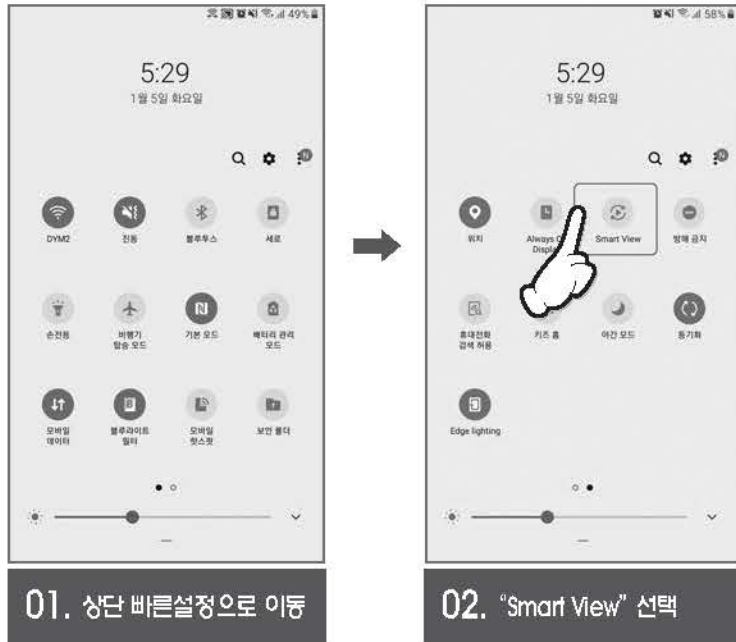 49%
5:29
1월 5일 화요일
N
DYM2
진동
블루투스
세로
손전등
비행기
탑승 모드
기본 모드
배터리 관리
모드
모바일
데이터
블루라이트
필터
모바일
핫스팟
보안 폴더
01. 상단 빠른설정으로 이동
58%
5:29
1월 5일 화요일
N
위치
Always
Smart View
방해 금지
휴대전화
검색 허용
키즈 홈
야간 모드
동기화
Edge lighting
02. "Smart View" 선택